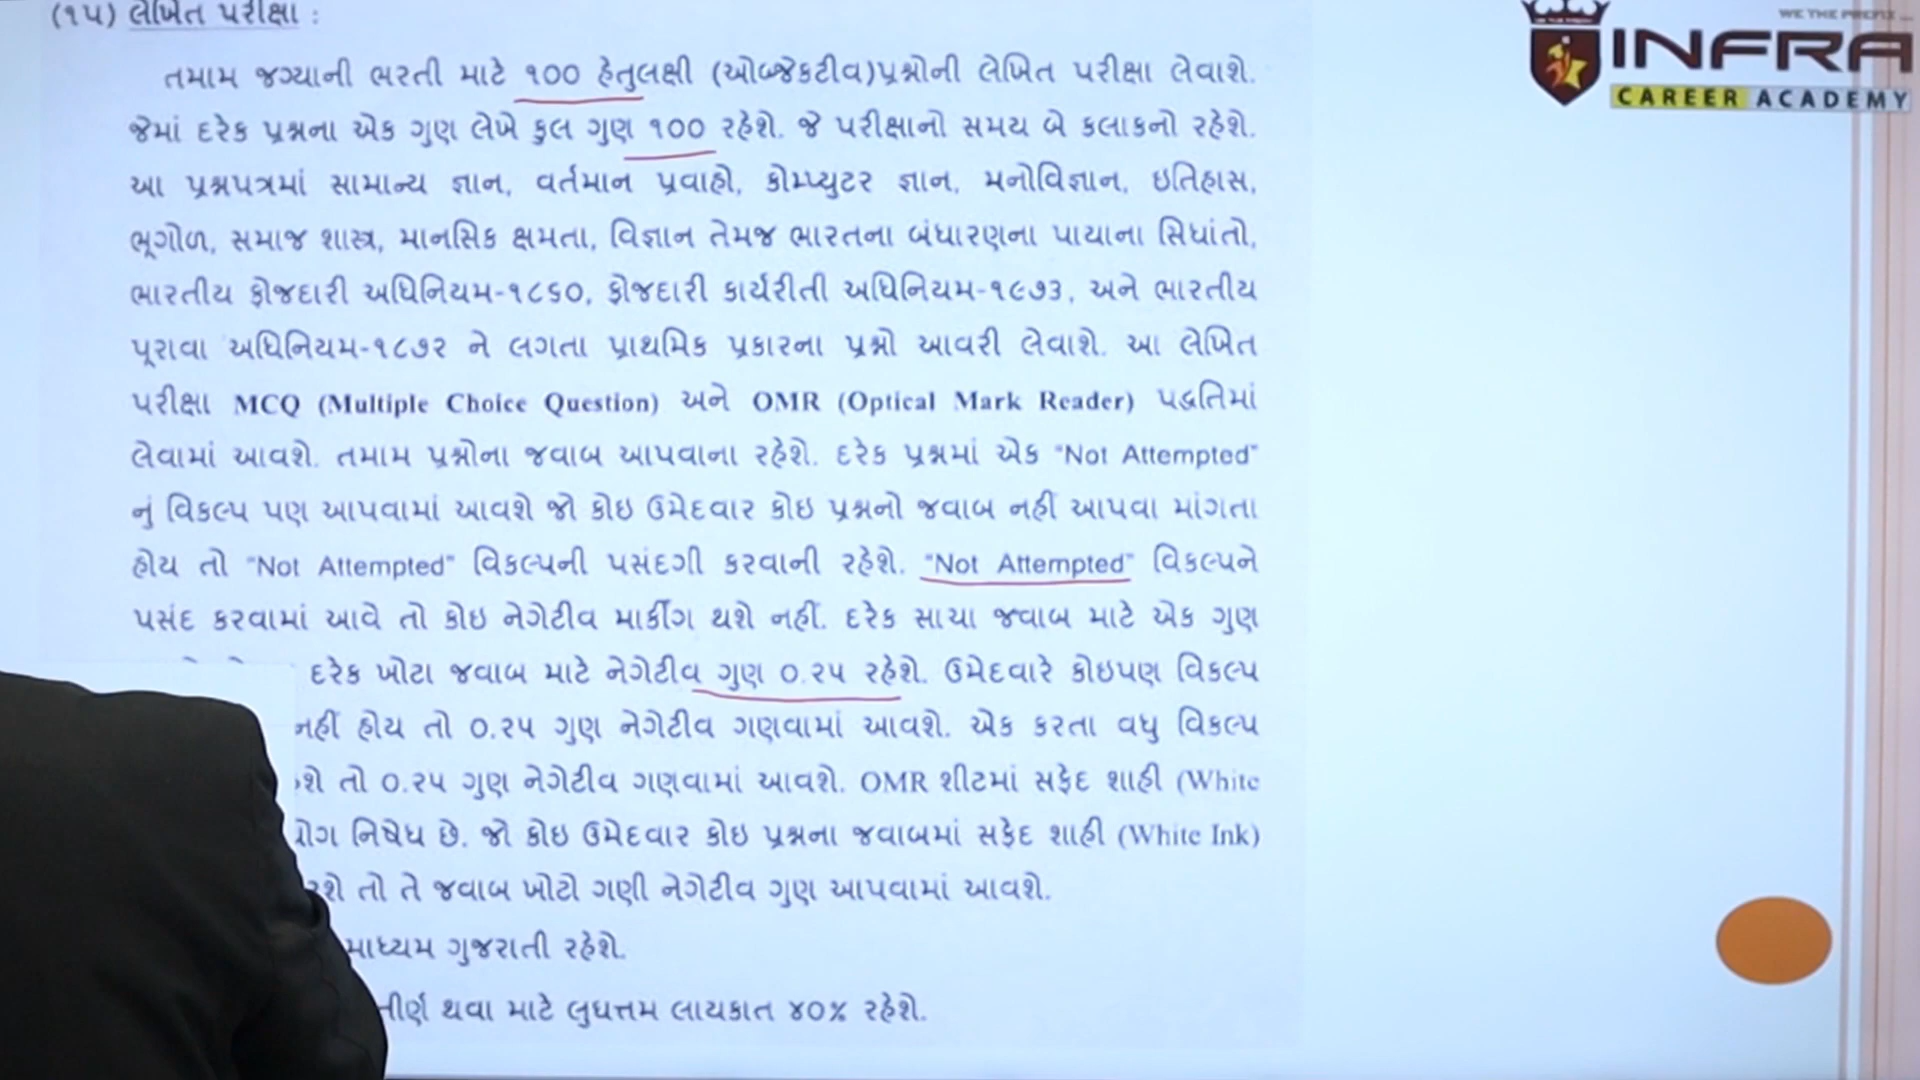 (૧૫) લેખિત પરીક્ષા :
WE THE PREFIX ...
INFRA
CAREER ACADEMY
તમામ જગ્યાની ભરતી માટે ૧૦૦ હેતુલક્ષી (ઓબ્જેકટીવ)પ્રશ્નોની લેખિત પરીક્ષા લેવાશે.
જેમાં દરેક પ્રશ્નના એક ગુણ લેખે કુલ ગુણ ૧૦૦ રહેશે. જે પરીક્ષાનો સમય બે કલાકનો રહેશે.
આ પ્રશ્નપત્રમાં સામાન્ય જ્ઞાન, વર્તમાન પ્રવાહો, કોમ્પ્યુટર જ્ઞાન, મનોવિજ્ઞાન, ઇતિહાસ,
ભૂગોળ, સમાજ શાસ્ત્ર, માનસિક ક્ષમતા, વિજ્ઞાન તેમજ ભારતના બંધારણના પાયાના સિધાંતો,
ભારતીય ફોજદારી અધિનિયમ-૧૮૬૦, ફોજદારી કાર્યરીતી અધિનિયમ-૧૯૭૩, અને ભારતીય
પૂરાવા અધિનિયમ-૧૮૭૨ ને લગતા પ્રાથમિક પ્રકારના પ્રશ્નો આવરી લેવાશે. આ લેખિત
પરીક્ષા MCQ (Multiple Choice Question) અને OMR (Optical Mark Reader) પદ્ધતિમાં
લેવામાં આવશે. તમામ પ્રશ્નોના જવાબ આપવાના રહેશે. દરેક પ્રશ્નમાં એક "Not Attempted"
નું વિકલ્પ પણ આપવામાં આવશે જો કોઇ ઉમેદવાર કોઇ પ્રશ્નનો જવાબ નહીં આપવા માંગતા
હોય તો "Not Attempted" વિકલ્પની પસંદગી કરવાની રહેશે. "Not Attempted" વિકલ્પને
પસંદ કરવામાં આવે તો કોઇ નેગેટીવ માર્કીંગ થશે નહીં. દરેક સાચા જવાબ માટે એક ગુણ
દરેક ખોટા જવાબ માટે નેગેટીવ ગુણ ૦.૨૫ રહેશે. ઉમેદવારે કોઇપણ વિકલ્પ
નહીં હોય તો ૦.૨૫ ગુણ નેગેટીવ ગણવામાં આવશે. એક કરતા વધુ વિકલ્પ
શે તો ૦.૨૫ ગુણ નેગેટીવ ગણવામાં આવશે. OMR શીટમાં સફેદ શાહી (White
ોગ નિષેધ છે. જો કોઇ ઉમેદવાર કોઇ પ્રશ્નના જવાબમાં સફેદ શાહી (White Ink)
રશે તો તે જવાબ ખોટો ગણી નેગેટીવ ગુણ આપવામાં આવશે.
માધ્યમ ગુજરાતી રહેશે.
તીર્ણ થવા માટે લુઘત્તમ લાયકાત ૪૦% રહેશે.